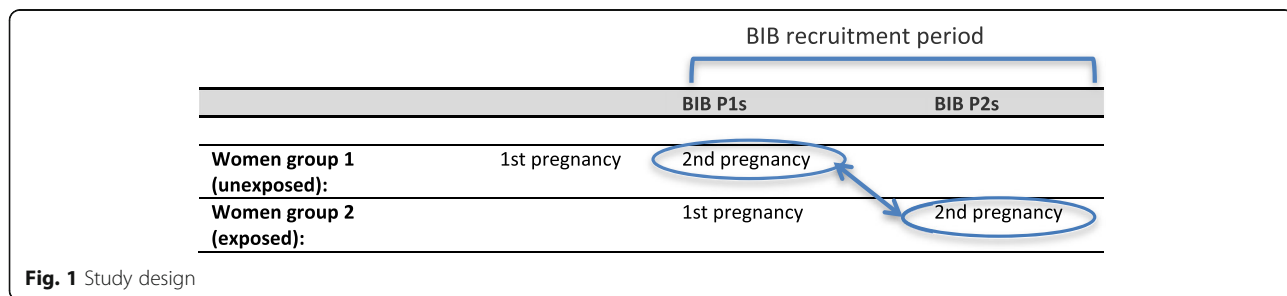 BIB recruitment period
BIB P1s BIB P2s
Women group 1 1st pregnancy 2nd pregnancy
(unexposed):
Women group 2 1st pregnancy 2nd pregnancy
(exposed):
Fig. 1 Study design